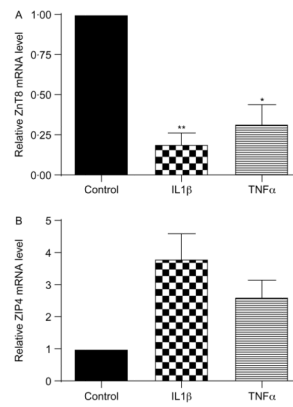 A
Relative ZnT8 mRNA level
1·00
0·75
0·50
0·25
0·00
**
*
Control IL1β TNFα
B
Relative ZIP4 mRNA level
5
4
3
2
1
0
Control IL1β TNFα